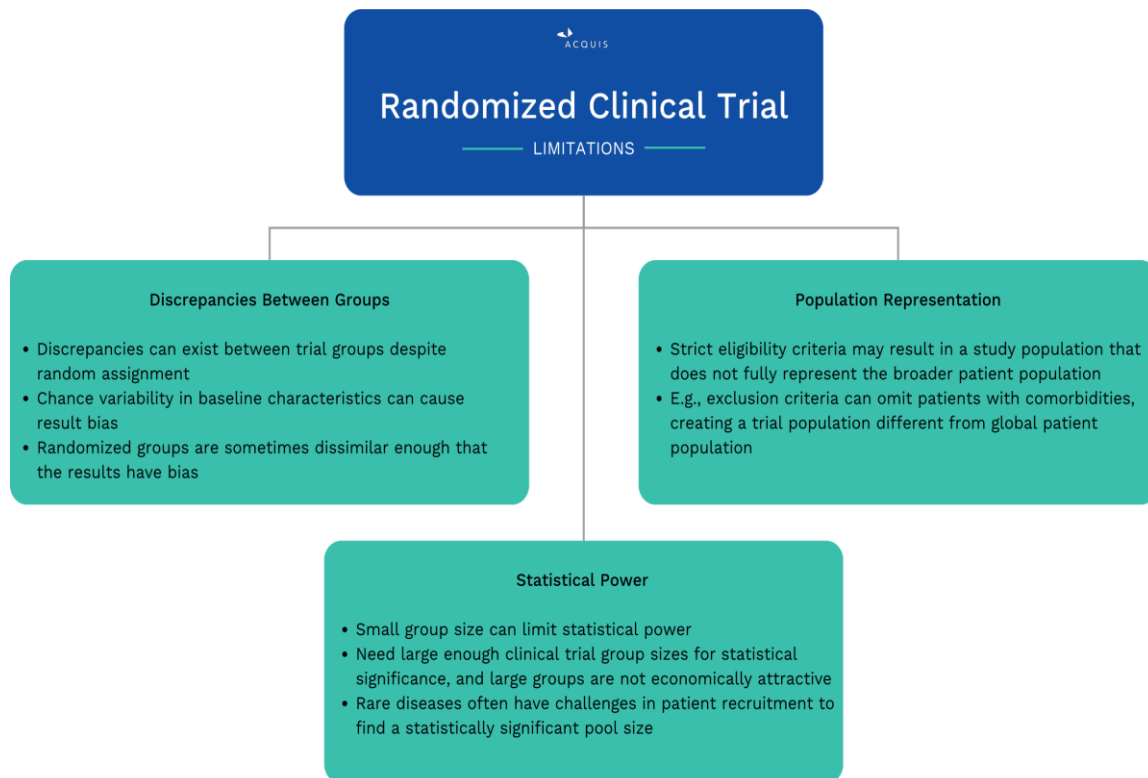 ACQUIS
Randomized Clinical Trial
LIMITATIONS
Discrepancies Between Groups
• Discrepancies can exist between trial groups despite
random assignment
• Chance variability in baseline characteristics can cause
result bias
• Randomized groups are sometimes dissimilar enough that
the results have bias
Population Representation
• Strict eligibility criteria may result in a study population that
does not fully represent the broader patient population
• E.g., exclusion criteria can omit patients with comorbidities,
creating a trial population different from global patient
population
Statistical Power
• Small group size can limit statistical power
• Need large enough clinical trial group sizes for statistical
significance, and large groups are not economically attractive
• Rare diseases often have challenges in patient recruitment to
find a statistically significant pool size